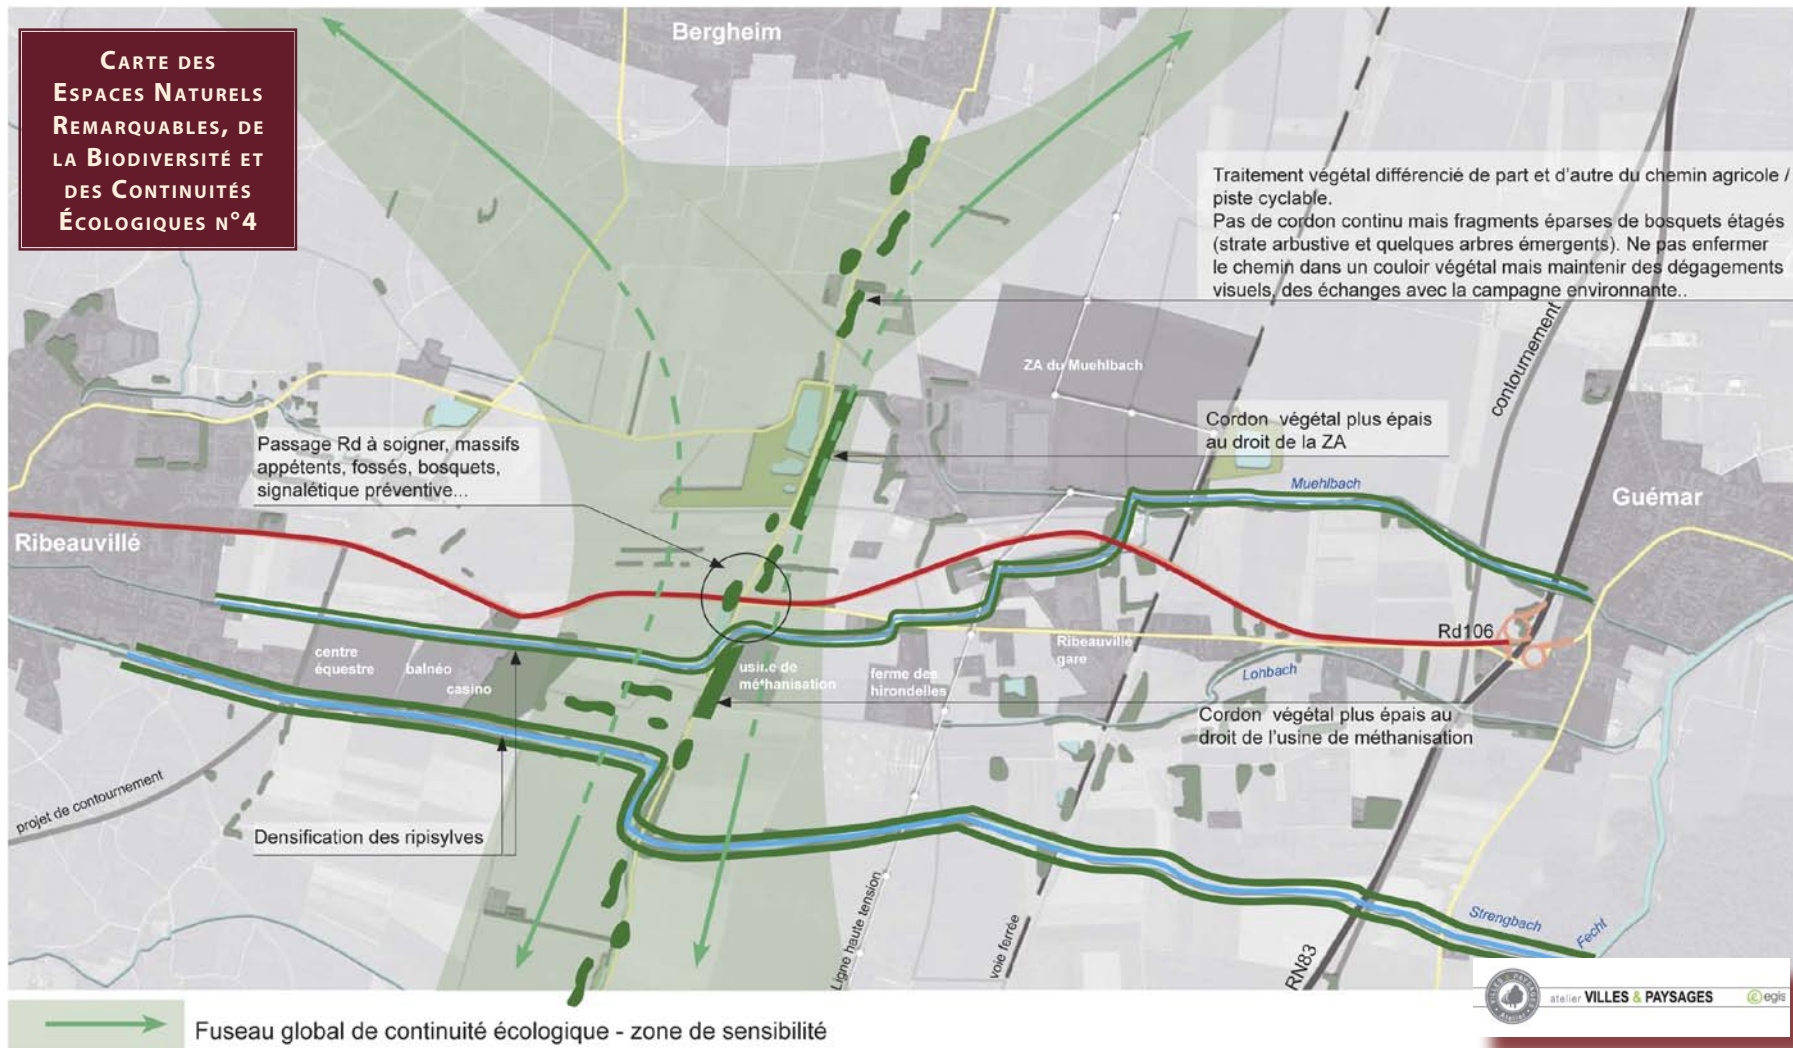 CARTE DES
ESPACES NATURELS
REMARQUABLES, DE
LA BIODIVERSITÉ ET
DES CONTINUITÉS
ÉCOLOGIQUES N°4
Bergheim
Traitement végétal différencié de part et d'autre du chemin agricole /
piste cyclable.
Pas de cordon continu mais fragments éparses de bosquets étagés
(strate arbustive et quelques arbres émergents). Ne pas enfermer
le chemin dans un couloir végétal mais maintenir des dégagements
visuels, des échanges avec la campagne environnante..
contournement
ZA du Muehlbach
Cordon végétal plus épais
au droit de la ZA
Passage Rd à soigner, massifs
appétents, fossés, bosquets,
signalétique préventive...
Muehlbach
Guémar
Ribeauvillé
Rd106
centre
équestre
balnéo
casino
usine de
méthanisation
ferme des
hirondelles
Ribeauvillé
gare
Lohbach
Cordon végétal plus épais au
droit de l'usine de méthanisation
projet de contournement
Densification des ripisylves
Ligne haute tension
voie ferrée
RN83
Strengbach
Fecht
VILLES & PAYSAGES
Atelier
atelier VILLES & PAYSAGES
egis
Fuseau global de continuité écologique - zone de sensibilité